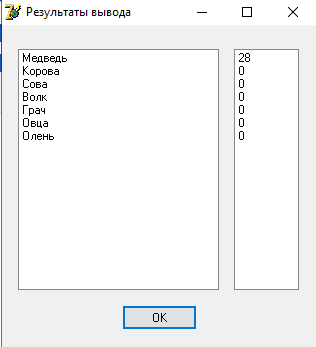 Результаты вывода
Медведь 28
Корова 0
Сова 0
Волк 0
Грач 0
Овца 0
Олень 0
OK